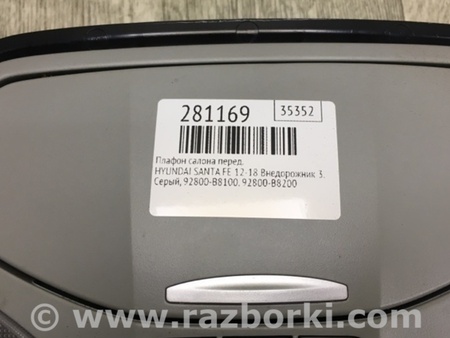 281169
35352
Плафон салона перед.
HYUNDAI SANTA FE 12-18 Внедорожник 3.
Серый, 92800-B8100, 92800-B8200
© www.razborki.com